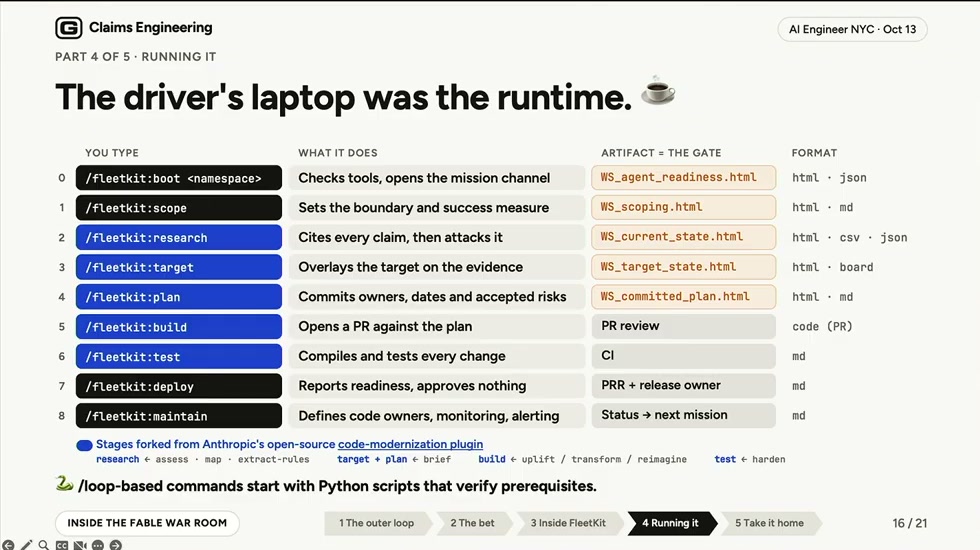 Claims Engineering
AI Engineer NYC · Oct 13
PART 4 OF 5 · RUNNING IT
The driver's laptop was the runtime.
YOU TYPE WHAT IT DOES ARTIFACT = THE GATE FORMAT
0 /fleetkit:boot <namespace> Checks tools, opens the mission channel WS_agent_readiness.html html · json
1 /fleetkit:scope Sets the boundary and success measure WS_scoping.html html · md
2 /fleetkit:research Cites every claim, then attacks it WS_current_state.html html · csv · json
3 /fleetkit:target Overlays the target on the evidence WS_target_state.html html · board
4 /fleetkit:plan Commits owners, dates and accepted risks WS_committed_plan.html html · md
5 /fleetkit:build Opens a PR against the plan PR review code (PR)
6 /fleetkit:test Compiles and tests every change CI md
7 /fleetkit:deploy Reports readiness, approves nothing PRR + release owner md
8 /fleetkit:maintain Defines code owners, monitoring, alerting Status → next mission md
Stages forked from Anthropic's open-source code-modernization plugin
research ← assess · map · extract-rules target + plan ← brief build ← uplift / transform / reimagine test ← harden
/loop-based commands start with Python scripts that verify prerequisites.
INSIDE THE FABLE WAR ROOM 1 The outer loop 2 The bet 3 Inside FleetKit 4 Running it 5 Take it home 16 / 21